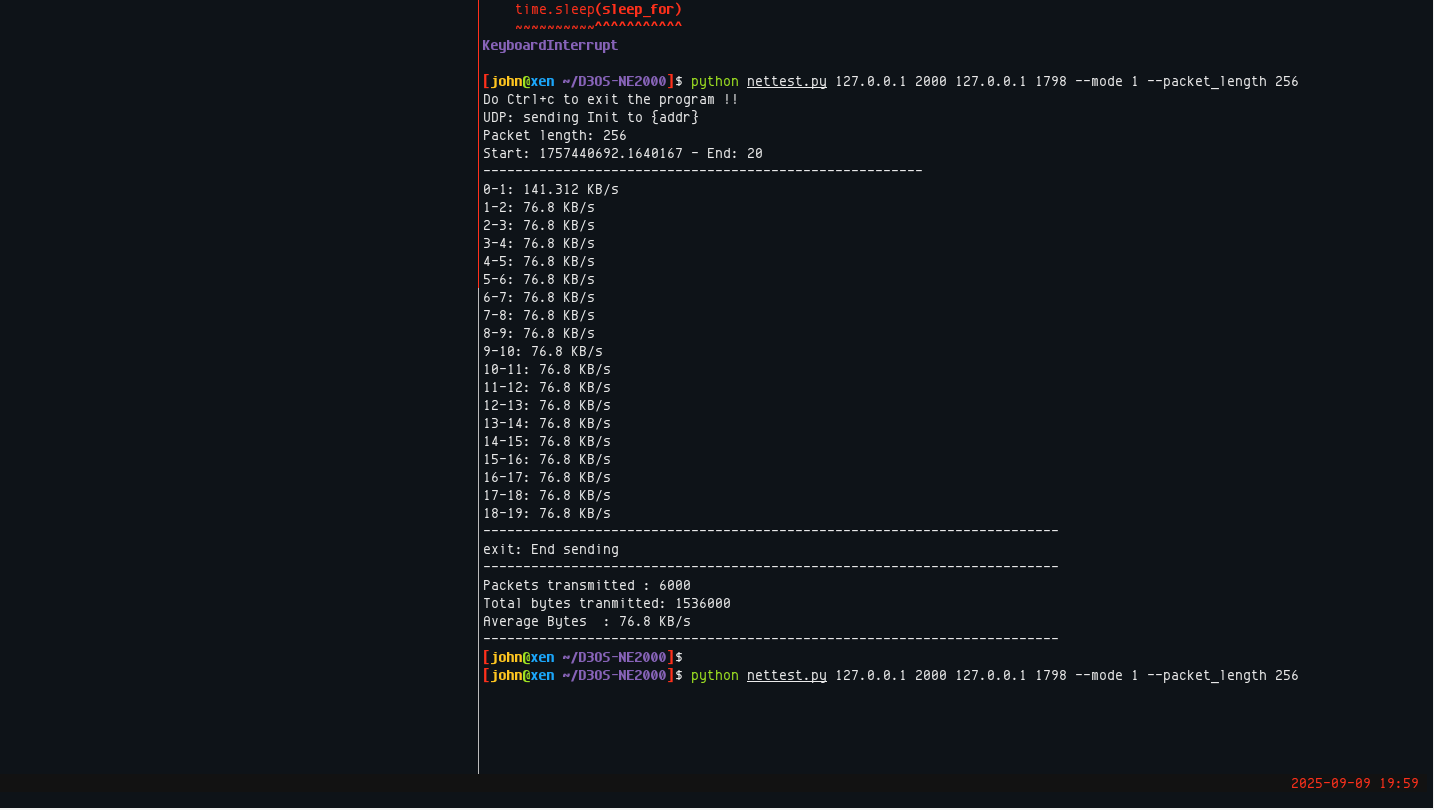 time.sleep(sleep_for)
~~~~~~~~~~^^^^^^^^^^^
KeyboardInterrupt
[john@xen ~/D3OS-NE2000]$ python nettest.py 127.0.0.1 2000 127.0.0.1 1798 --mode 1 --packet_length 256
Do Ctrl+c to exit the program !!
UDP: sending Init to {addr}
Packet length: 256
Start: 1757440692.1640167 - End: 20
-------------------------------------------------------
0-1: 141.312 KB/s
1-2: 76.8 KB/s
2-3: 76.8 KB/s
3-4: 76.8 KB/s
4-5: 76.8 KB/s
5-6: 76.8 KB/s
6-7: 76.8 KB/s
7-8: 76.8 KB/s
8-9: 76.8 KB/s
9-10: 76.8 KB/s
10-11: 76.8 KB/s
11-12: 76.8 KB/s
12-13: 76.8 KB/s
13-14: 76.8 KB/s
14-15: 76.8 KB/s
15-16: 76.8 KB/s
16-17: 76.8 KB/s
17-18: 76.8 KB/s
18-19: 76.8 KB/s
------------------------------------------------------------------------
exit: End sending
------------------------------------------------------------------------
Packets transmitted : 6000
Total bytes tranmitted: 1536000
Average Bytes  : 76.8 KB/s
------------------------------------------------------------------------
[john@xen ~/D3OS-NE2000]$
[john@xen ~/D3OS-NE2000]$ python nettest.py 127.0.0.1 2000 127.0.0.1 1798 --mode 1 --packet_length 256
2025-09-09 19:59